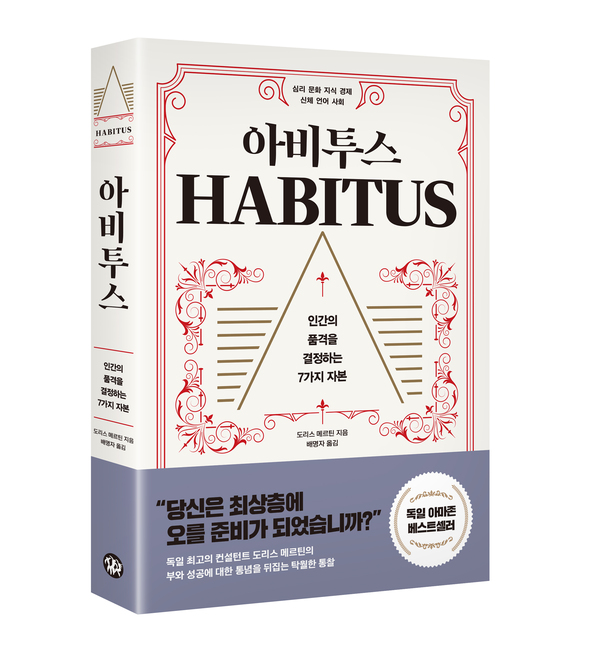 HABITUS
아비투스
인간의
품격을
결정하는
7가지 자본
도리스 메르틴 지음
배명자 옮김
심리 문화 지식 경제
신체 언어 사회
아비투스
HABITUS
인간의
품격을
결정하는
7가지 자본
도리스 메르틴 지음
배명자 옮김
“당신은 최상층에
오를 준비가 되었습니까?”
독일 최고의 컨설턴트 도리스 메르틴의
부와 성공에 대한 통념을 뒤집는 탁월한 통찰
독일 아마존
베스트셀러